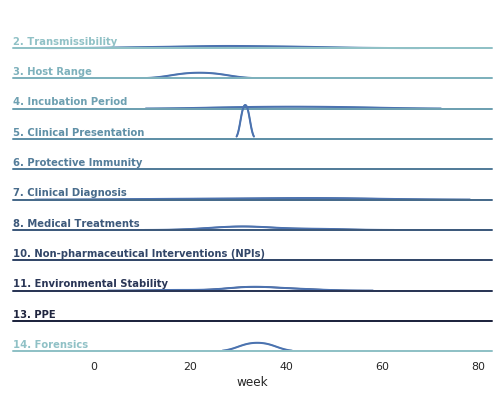 2. Transmissibility
3. Host Range
4. Incubation Period
5. Clinical Presentation
6. Protective Immunity
7. Clinical Diagnosis
8. Medical Treatments
10. Non-pharmaceutical Interventions (NPIs)
11. Environmental Stability
13. PPE
14. Forensics
0 20 40 60 80
week